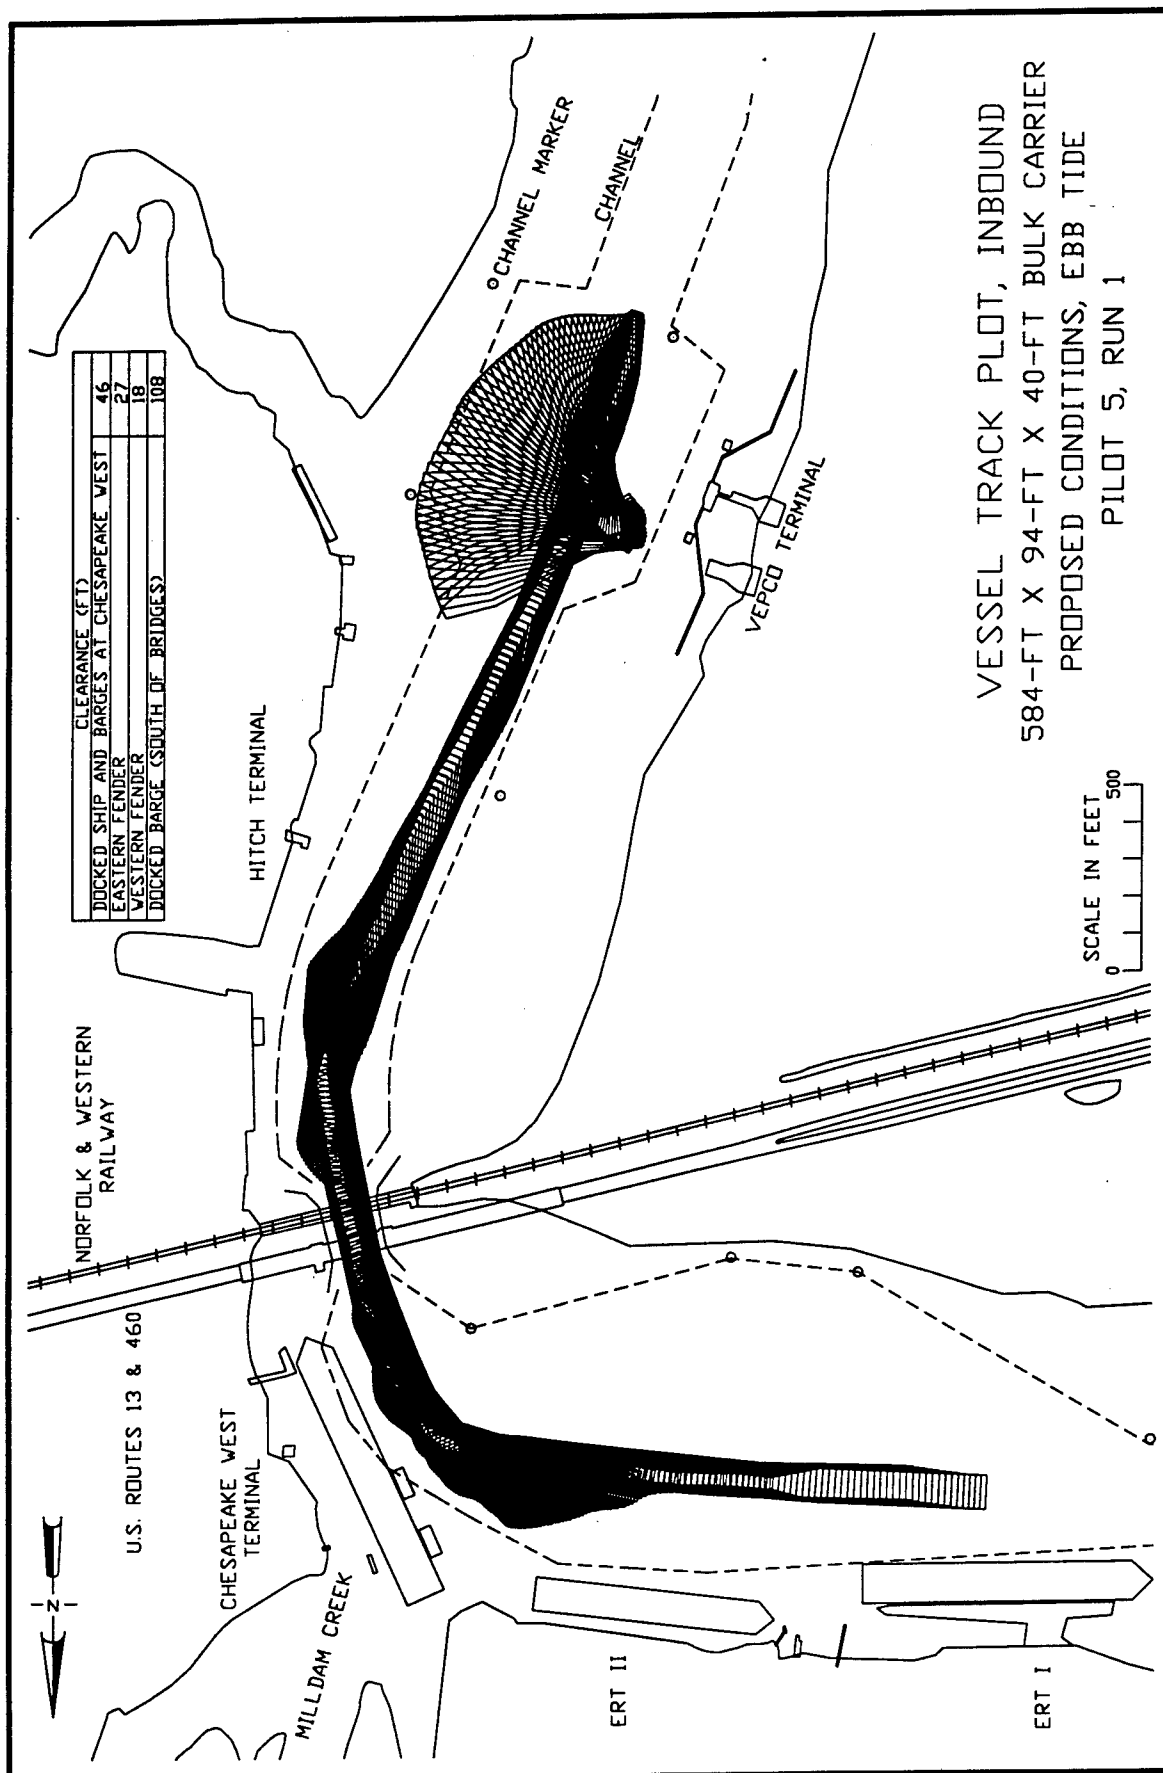 CLEARANCE (FT)
DOCKED SHIP AND BARGES AT CHESAPEAKE WEST 46
EASTERN FENDER 27
WESTERN FENDER 18
DOCKED BARGE (SOUTH OF BRIDGES) 108
N
U.S. ROUTES 13 & 460
NORFOLK & WESTERN
RAILWAY
HITCH TERMINAL
CHANNEL MARKER
CHANNEL
CHESAPEAKE WEST
TERMINAL
MILLDAM CREEK
VEPCO TERMINAL
ERT II
ERT I
SCALE IN FEET
0 500
VESSEL TRACK PLOT, INBOUND
584-FT X 94-FT X 40-FT BULK CARRIER
PROPOSED CONDITIONS, EBB TIDE
PILOT 5, RUN 1